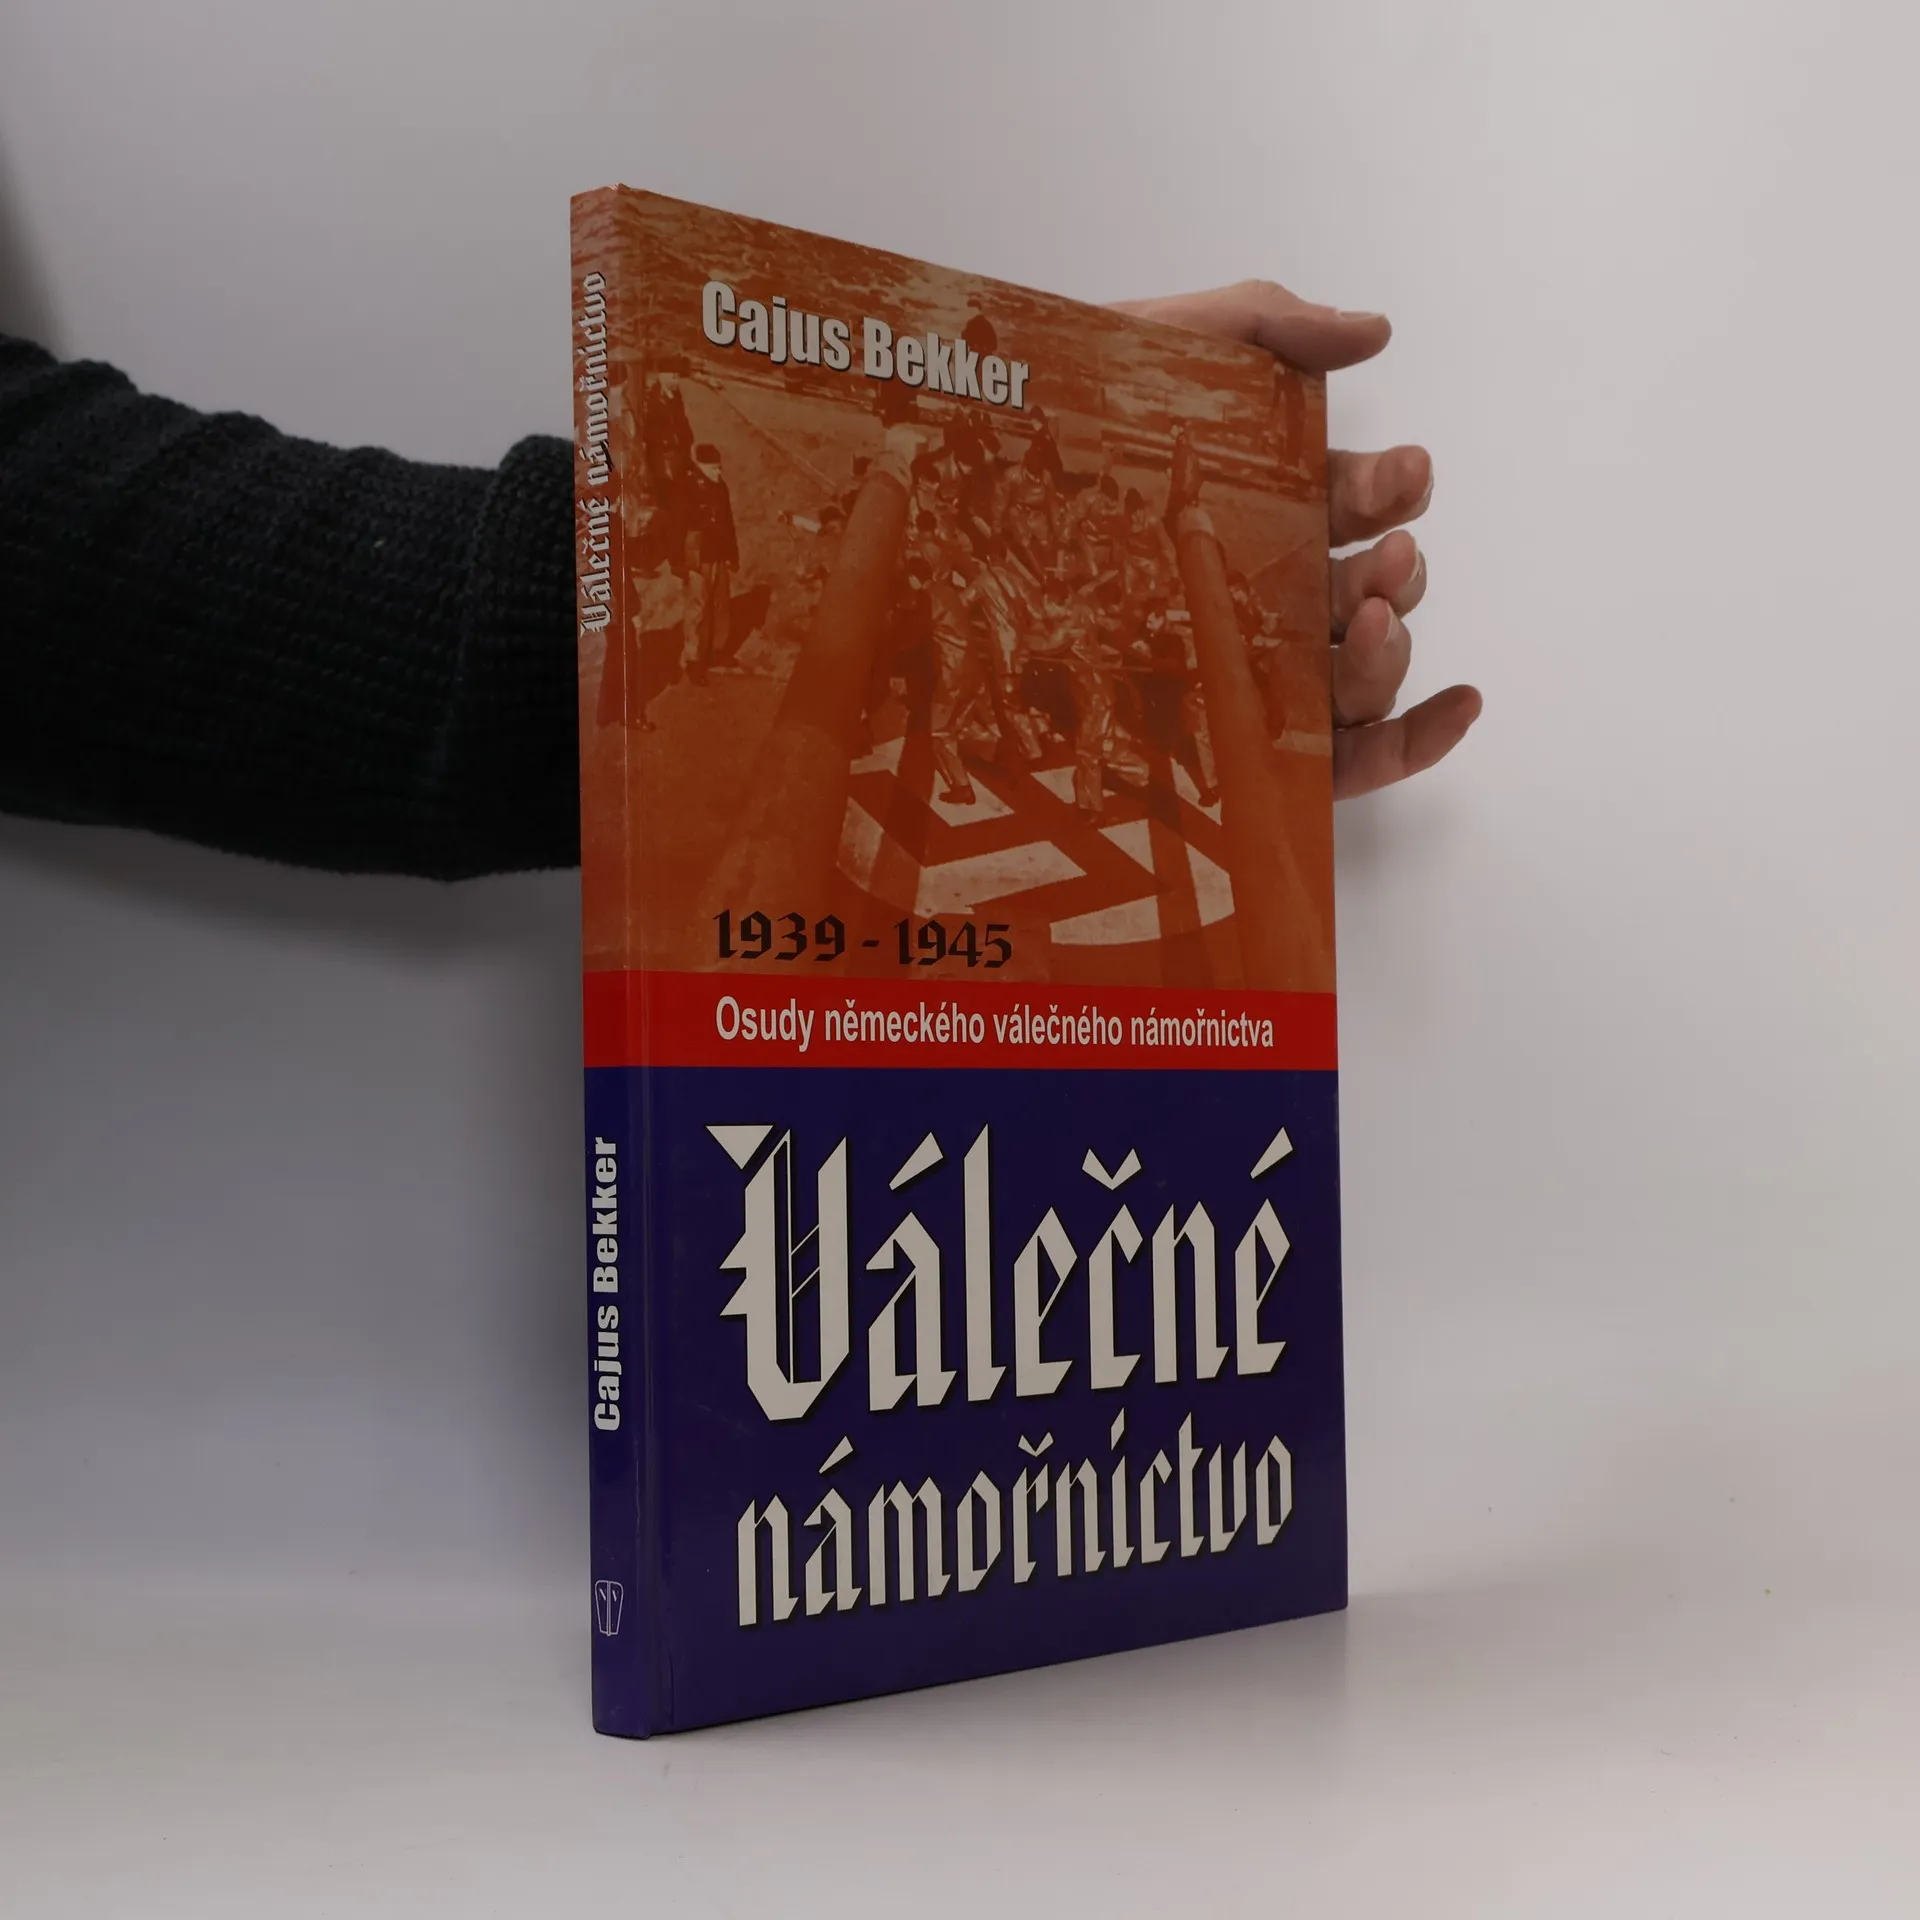 Cajus Bekker
1939 - 1945
Osudy německého válečného námořnictva
Válečné
námořnictvo
Válečné námořnictvo
Cajus Bekker